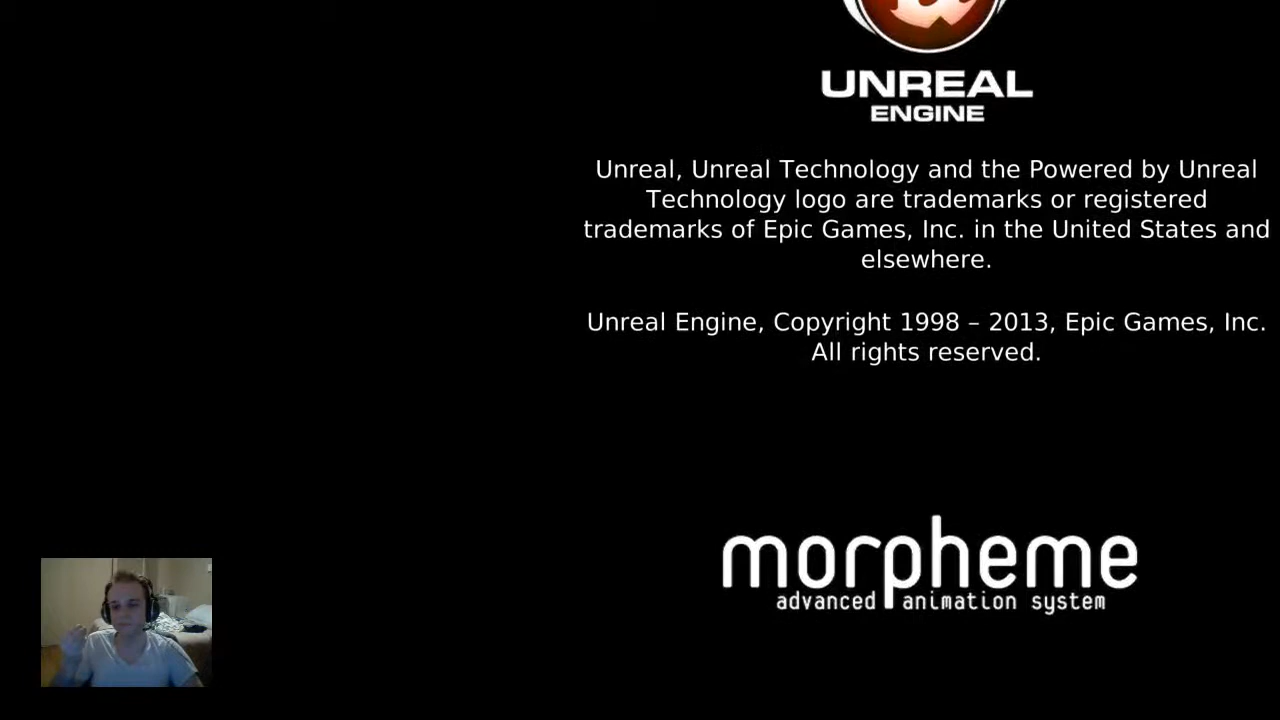 UNREAL
ENGINE
Unreal, Unreal Technology and the Powered by Unreal
Technology logo are trademarks or registered
trademarks of Epic Games, Inc. in the United States and
elsewhere.
Unreal Engine, Copyright 1998 – 2013, Epic Games, Inc.
All rights reserved.
morpheme
advanced animation system